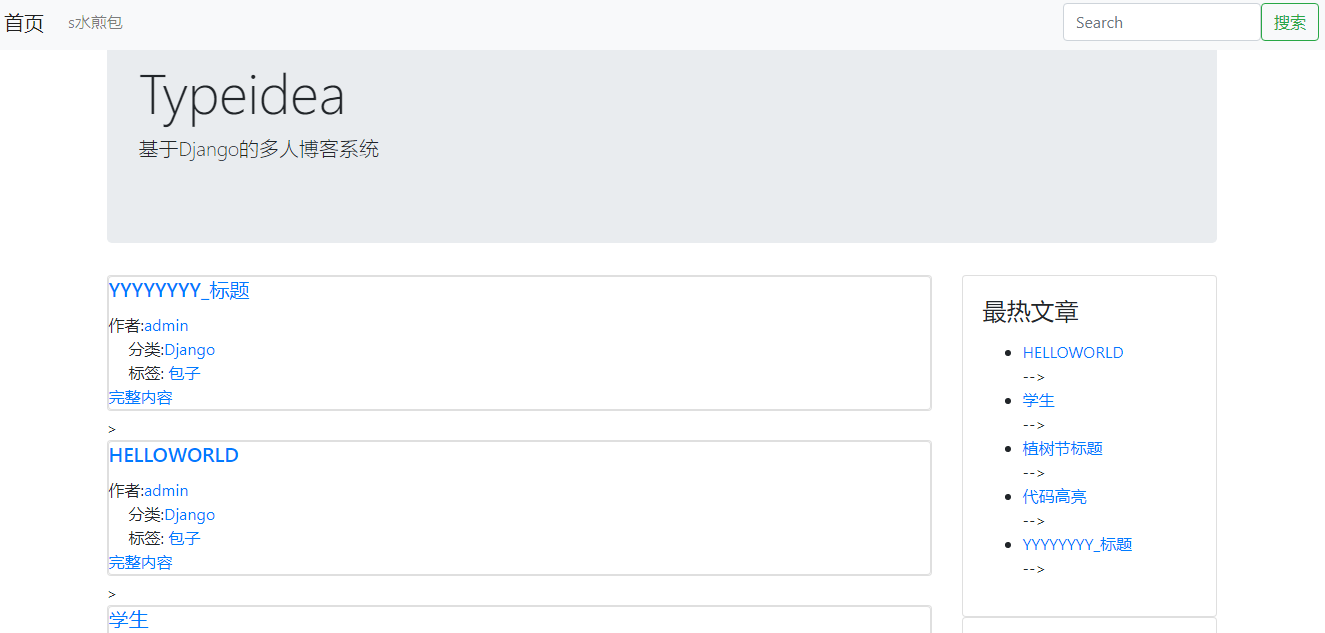 首页 s水煎包 Search 搜索
Typeidea
基于Django的多人博客系统
YYYYYYYY_标题
作者:admin
分类:Django
标签: 包子
完整内容
>
HELLOWORLD
作者:admin
分类:Django
标签: 包子
完整内容
>
学生
最热文章
HELLOWORLD
-->
学生
-->
植树节标题
-->
代码高亮
-->
YYYYYYYY_标题
-->